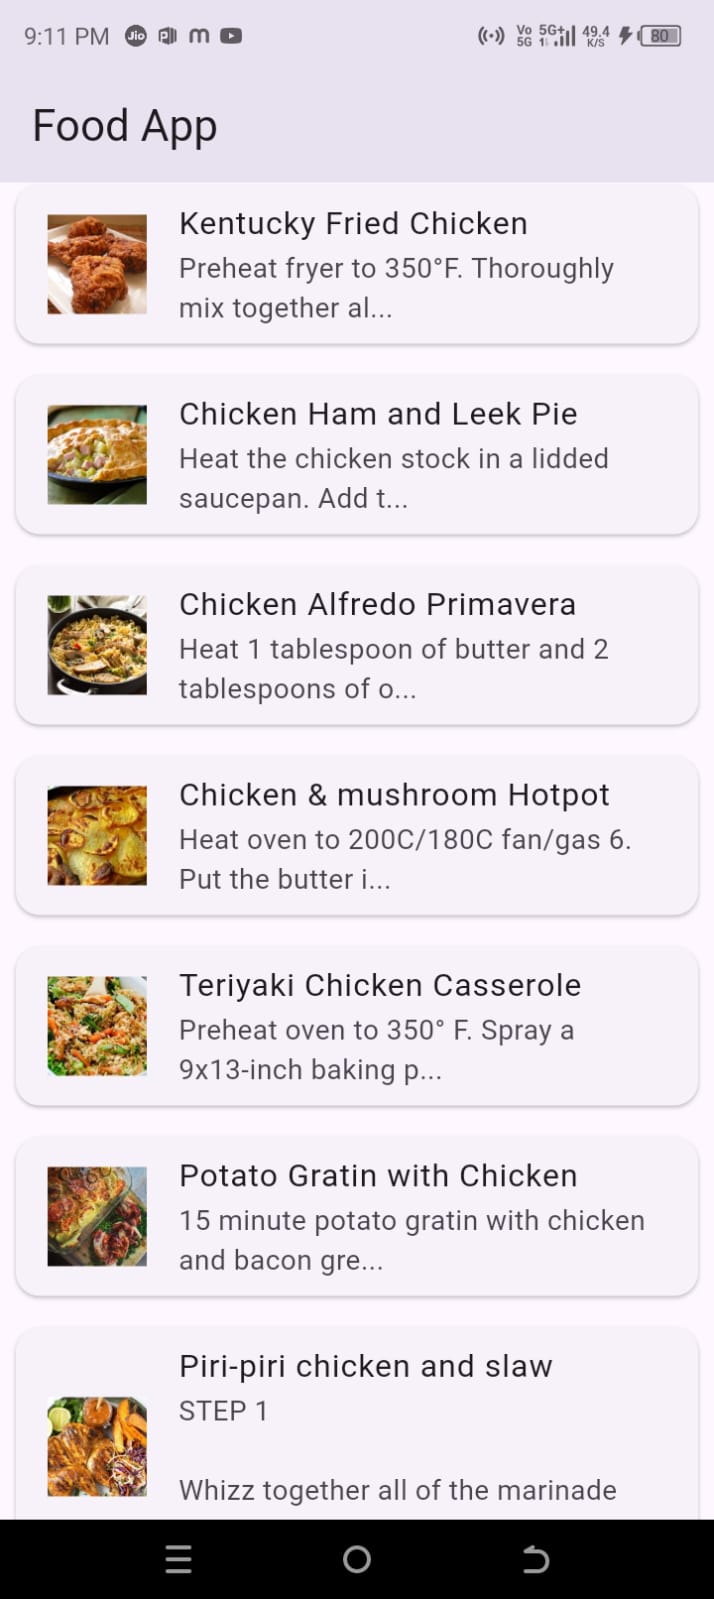 9:11 PM Jio m Vo 5G 5G+ 49.4 K/S 80
Food App
Kentucky Fried Chicken
Preheat fryer to 350°F. Thoroughly
mix together al...
Chicken Ham and Leek Pie
Heat the chicken stock in a lidded
saucepan. Add t...
Chicken Alfredo Primavera
Heat 1 tablespoon of butter and 2
tablespoons of o...
Chicken & mushroom Hotpot
Heat oven to 200C/180C fan/gas 6.
Put the butter i...
Teriyaki Chicken Casserole
Preheat oven to 350° F. Spray a
9x13-inch baking p...
Potato Gratin with Chicken
15 minute potato gratin with chicken
and bacon gre...
Piri-piri chicken and slaw
STEP 1
Whizz together all of the marinade